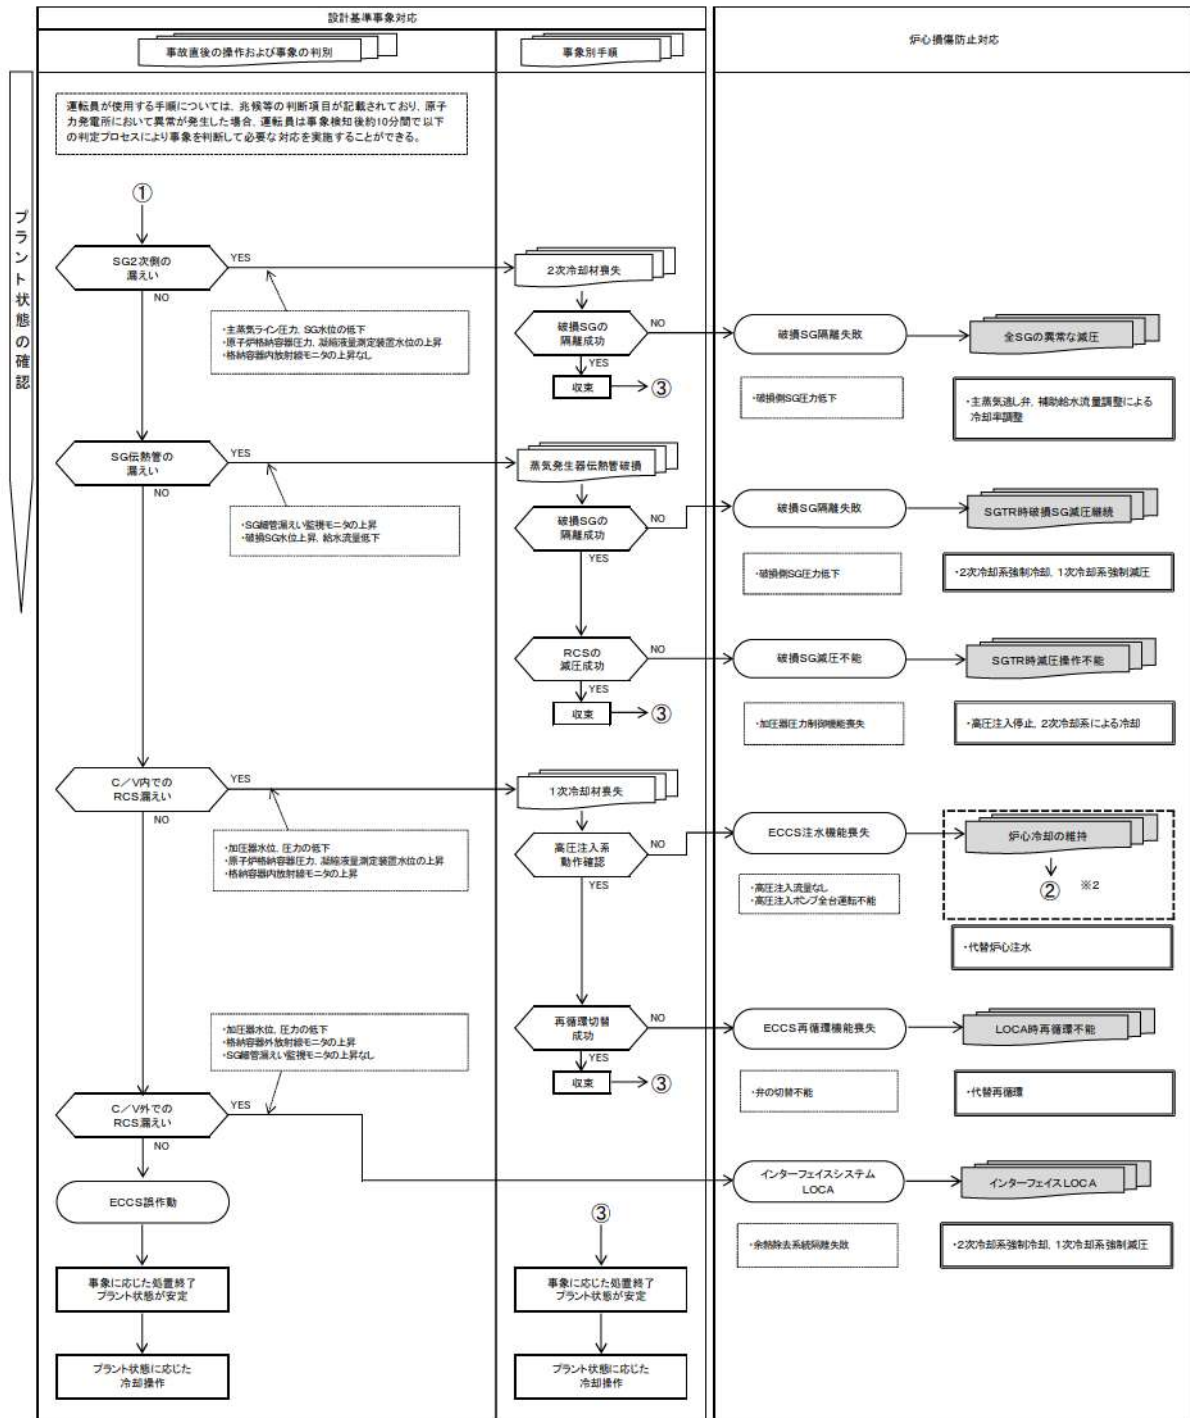 設計基準事象対応
事故直後の操作および事象の判別
事象別手順
炉心損傷防止対応
プラント状態の確認
運転員が使用する手順については、兆候等の判断項目が記載されており、原子
力発電所において異常が発生した場合、運転員は事象検知後約10分間で以下
の判定プロセスにより事象を判断して必要な対応を実施することができる。
①
SG2次側の
漏えい
YES
NO
・主蒸気ライン圧力、SG水位の低下
・原子炉格納容器圧力、凝縮液量測定装置水位の上昇
・格納容器内放射線モニタの上昇なし
2次冷却材喪失
破損SGの
隔離成功
NO
YES
収束
③
破損SG隔離失敗
全SGの異常な減圧
・破損側SG圧力低下
・主蒸気逃し弁、補助給水流量調整による
冷却率調整
SG伝熱管の
漏えい
YES
NO
・SG細管漏えい監視モニタの上昇
・破損SG水位上昇、給水流量低下
蒸気発生器伝熱管破損
破損SGの
隔離成功
NO
YES
破損SG隔離失敗
SGTR時破損SG減圧継続
・破損側SG圧力低下
・2次冷却系強制冷却、1次冷却系強制減圧
RCSの
減圧成功
NO
YES
収束
③
破損SG減圧不能
SGTR時減圧操作不能
・加圧器圧力制御機能喪失
・高圧注入停止、2次冷却系による冷却
C/V内での
RCS漏えい
YES
NO
・加圧器水位、圧力の低下
・原子炉格納容器圧力、凝縮液量測定装置水位の上昇
・格納容器内放射線モニタの上昇
1次冷却材喪失
高圧注入系
動作確認
NO
YES
ECCS注水機能喪失
炉心冷却の維持
② ※2
・高圧注入流量なし
・高圧注入ポンプ全台運転不能
・代替炉心注水
・加圧器水位、圧力の低下
・格納容器外放射線モニタの上昇
・SG細管漏えい監視モニタの上昇なし
再循環切替
成功
NO
YES
収束
③
ECCS再循環機能喪失
LOCA時再循環不能
・弁の切替不能
・代替再循環
C/V外での
RCS漏えい
YES
NO
インターフェイスシステム
LOCA
インターフェイスLOCA
・余熱除去系統隔離失敗
・2次冷却系強制冷却、1次冷却系強制減圧
ECCS誤作動
③
事象に応じた処置終了
プラント状態が安定
事象に応じた処置終了
プラント状態が安定
プラント状態に応じた
冷却操作
プラント状態に応じた
冷却操作